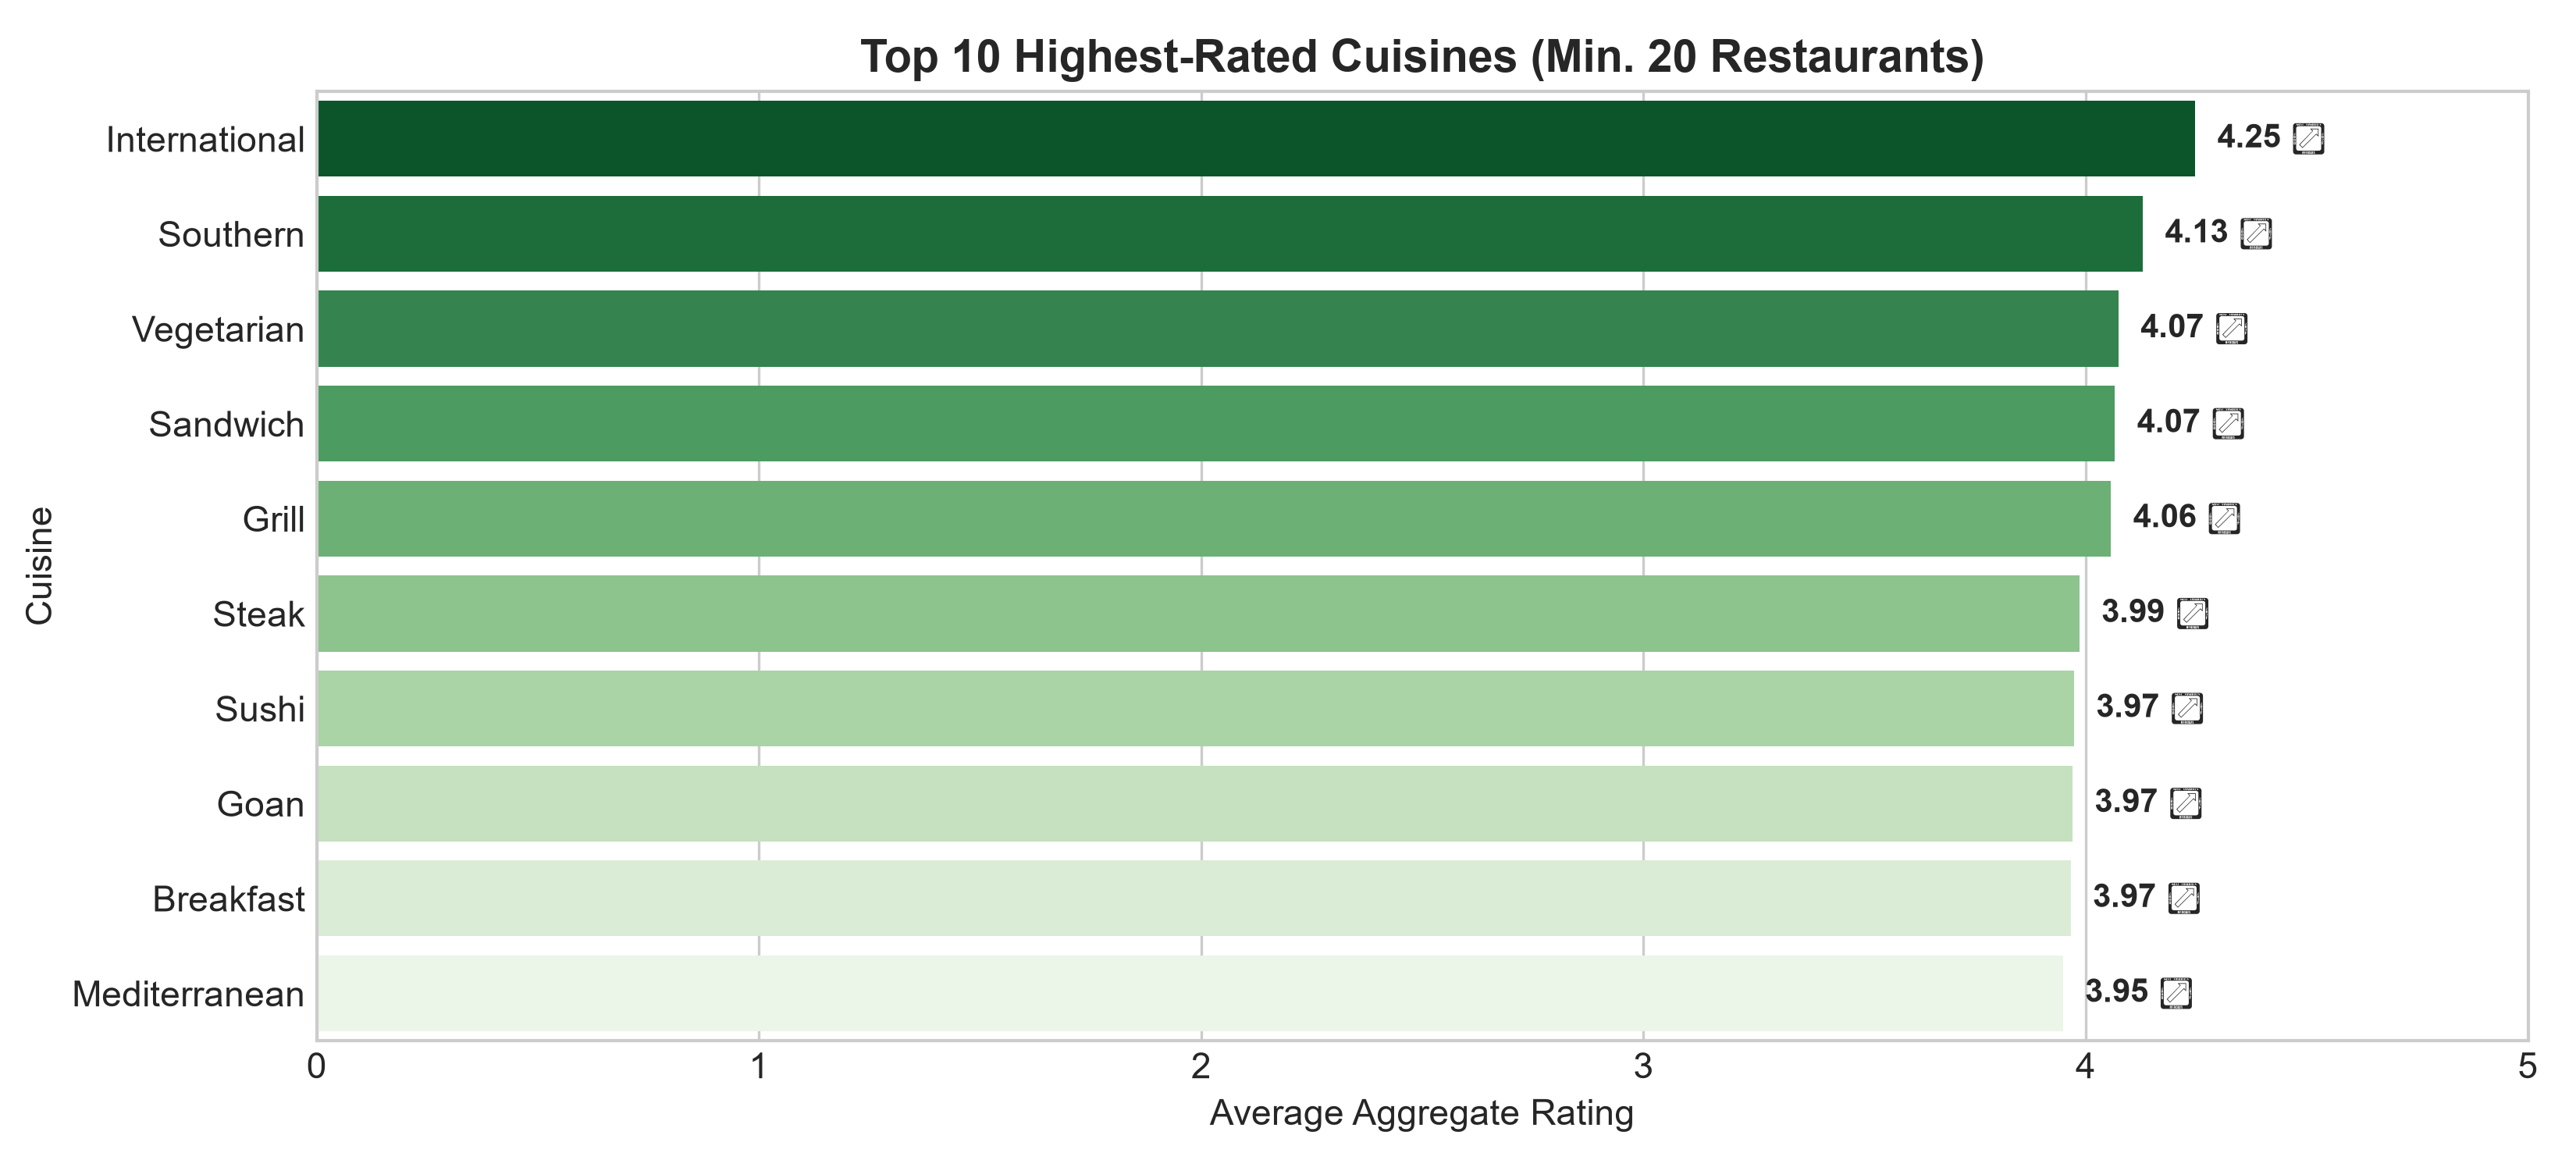 Top 10 Highest-Rated Cuisines (Min. 20 Restaurants)
International 4.25
Southern 4.13
Vegetarian 4.07
Sandwich 4.07
Grill 4.06
Steak 3.99
Sushi 3.97
Goan 3.97
Breakfast 3.97
Mediterranean 3.95
Cuisine
0 1 2 3 4 5
Average Aggregate Rating